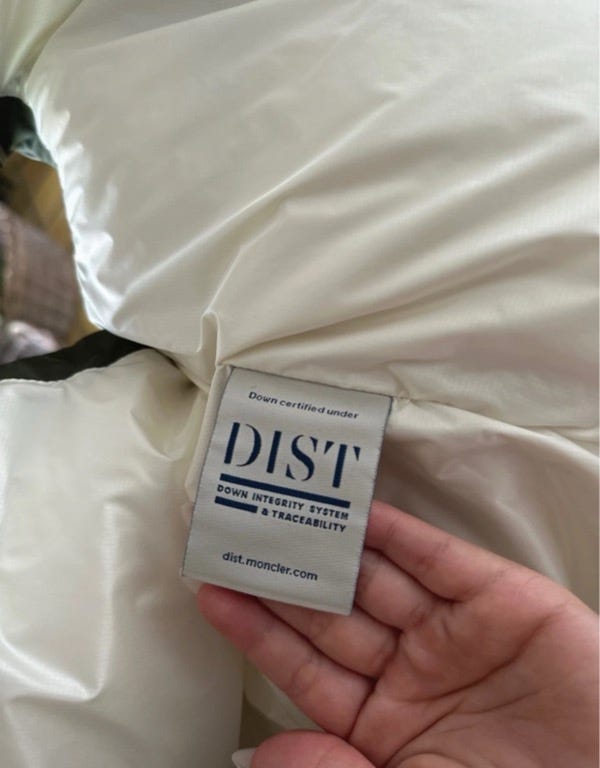 Down certified under
DIST
DOWN INTEGRITY SYSTEM
& TRACEABILITY
dist.moncler.com